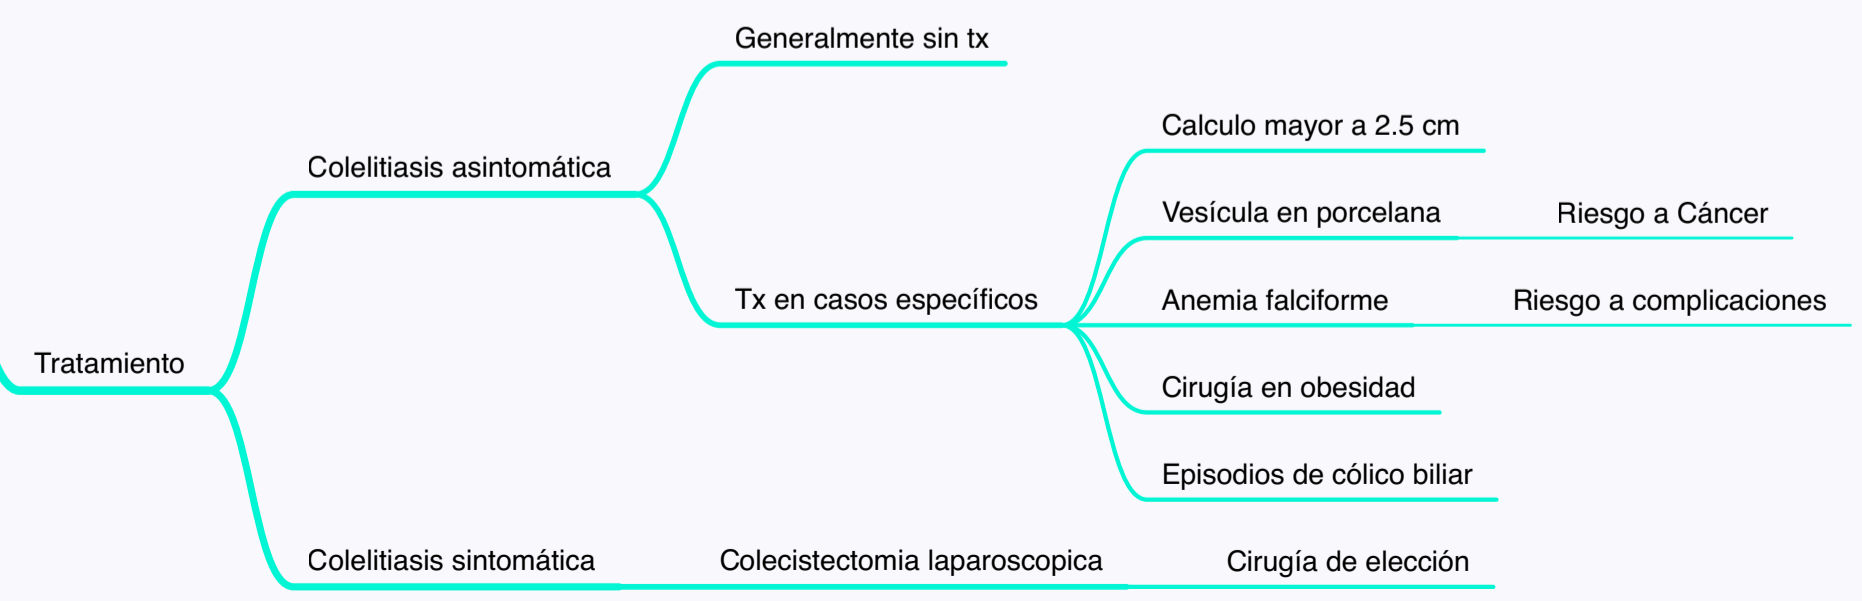 Generalmente sin tx
Calculo mayor a 2.5 cm
Colelitiasis asintomática
Vesícula en porcelana
Riesgo a Cáncer
Tx en casos específicos
Anemia falciforme
Riesgo a complicaciones
Tratamiento
Cirugía en obesidad
Episodios de cólico biliar
Colelitiasis sintomática
Colecistectomia laparoscopica
Cirugía de elección